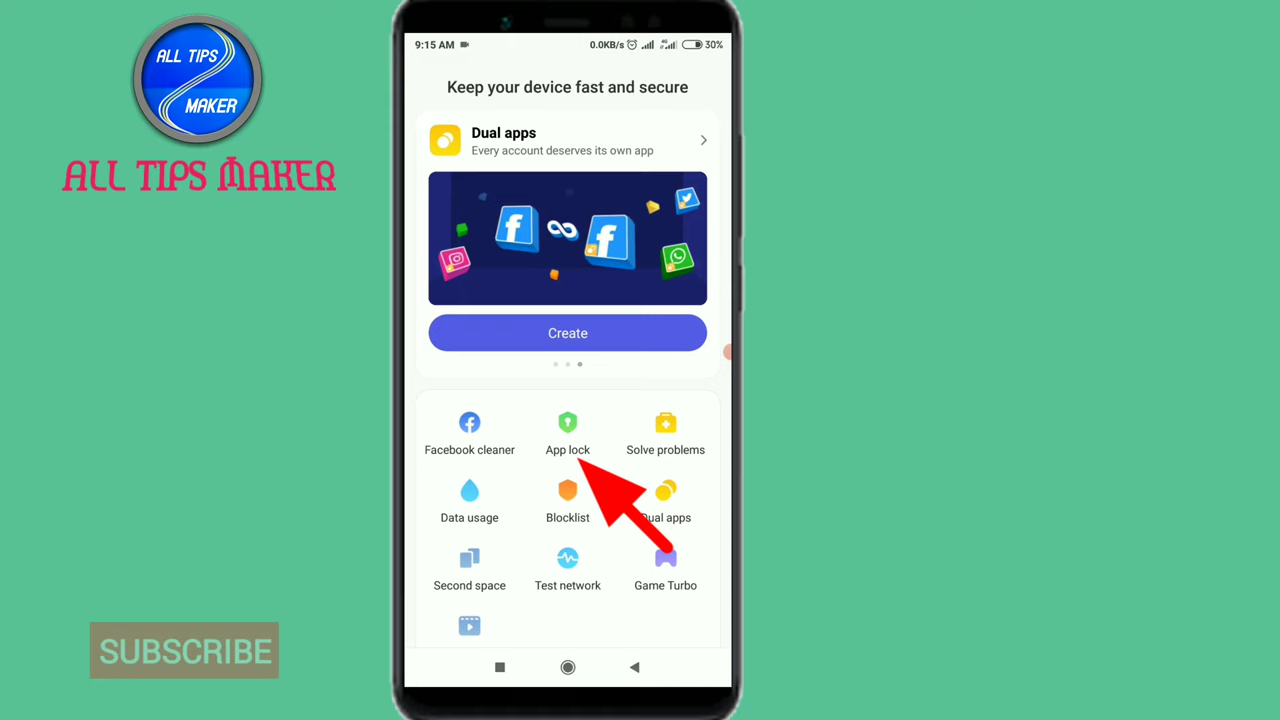 ALL TIPS
MAKER
ALL TIPS MAKER
9:15 AM
0.0KB/s
4G
30%
Keep your device fast and secure
Dual apps
Every account deserves its own app
Create
Facebook cleaner
App lock
Solve problems
Data usage
Blocklist
Dual apps
Second space
Test network
Game Turbo
SUBSCRIBE